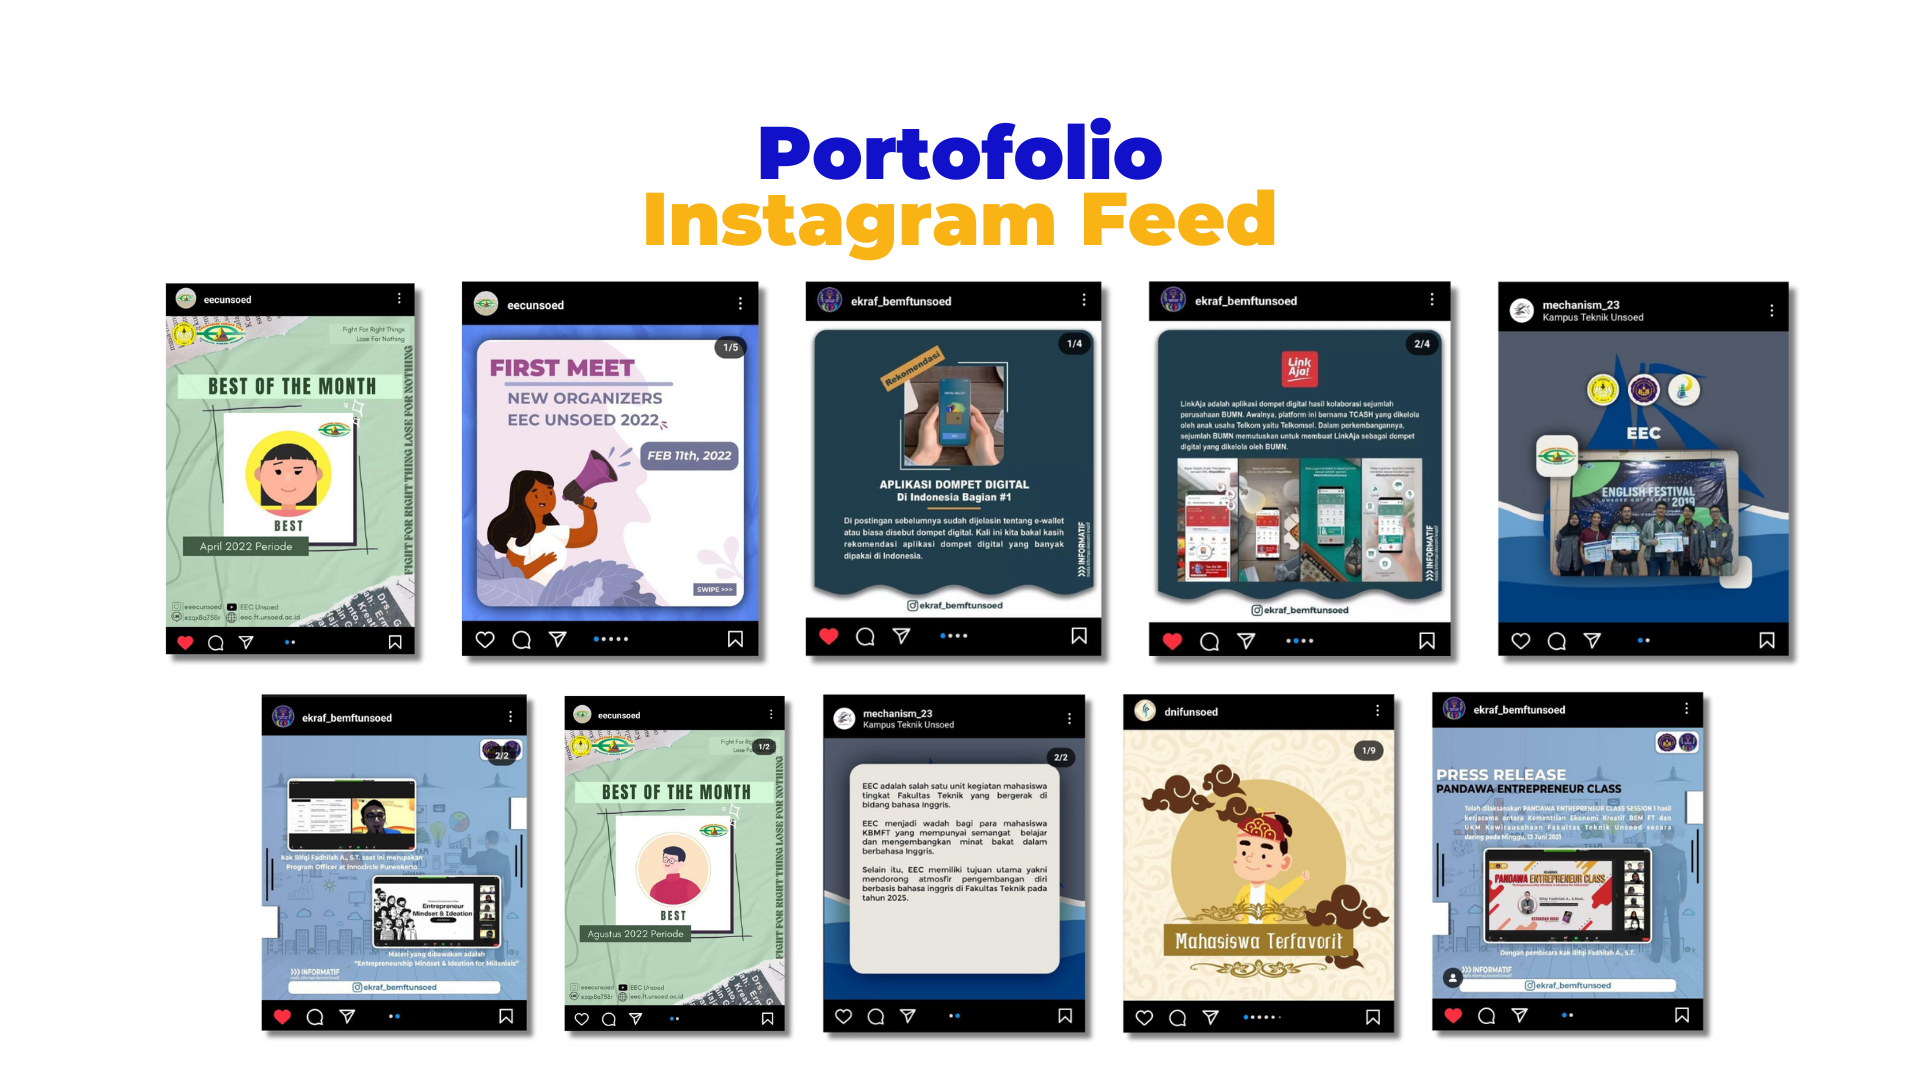 Portofolio
Instagram Feed
eecunsoed
Fight For Right Things
Lose For Nothing
BEST OF THE MONTH
BEST
April 2022 Periode
FIGHT FOR RIGHT THING LOSE FOR NOTHING
eeecunsoed
EEC Unsoed
ezqx8a758r
eec.ft.unsoed.ac.id
eecunsoed
1/5
FIRST MEET
NEW ORGANIZERS
EEC UNSOED 2022
FEB 11th, 2022
SWIPE >>>
ekraf_bemftunsoed
1/4
Rekomendasi
APLIKASI DOMPET DIGITAL
Di Indonesia Bagian #1
Di postingan sebelumnya sudah dijelasin tentang e-wallet
atau biasa disebut dompet digital. Kali ini kita bakal kasih
rekomendasi aplikasi dompet digital yang banyak
dipakai di Indonesia.
>>> INFORMATIF
ekraf_bemftunsoed
ekraf_bemftunsoed
2/4
Link
Aja!
LinkAja adalah aplikasi dompet digital hasil kolaborasi sejumlah
perusahaan BUMN. Awalnya, platform ini bernama TCASH yang dikelola
oleh anak usaha Telkom yaitu Telkomsel. Dalam perkembangannya,
sejumlah BUMN memutuskan untuk membuat LinkAja sebagai dompet
digital yang dikelola oleh BUMN.
>>> INFORMATIF
ekraf_bemftunsoed
mechanism_23
Kampus Teknik Unsoed
EEC
ENGLISH FESTIVAL
UNSOED GOT TALENT 2019
ekraf_bemftunsoed
2/2
Kak Rifqi Fadhilah A., S.T. saat ini merupakan
Program Officer at Innocircle Purwokerto
Entrepreneur
Mindset & Ideation
Materi yang dibawakan adalah
"Entrepreneurship Mindset & Ideation for Millenials"
>>> INFORMATIF
ekraf_bemftunsoed
eecunsoed
Fight For
Lose Fo
1/2
BEST OF THE MONTH
BEST
Agustus 2022 Periode
FIGHT FOR RIGHT THING LOSE FOR NOTHING
eeecunsoed
EEC Unsoed
ezqx8a758r
eec.ft.unsoed.ac.id
mechanism_23
Kampus Teknik Unsoed
2/2
EEC adalah salah satu unit kegiatan mahasiswa
tingkat Fakultas Teknik yang bergerak di
bidang bahasa Inggris.
EEC menjadi wadah bagi para mahasiswa
KBMFT yang mempunyai semangat belajar
dan mengembangkan minat bakat dalam
berbahasa Inggris.
Selain itu, EEC memiliki tujuan utama yakni
mendorong atmosfir pengembangan diri
berbasis bahasa inggris di Fakultas Teknik pada
tahun 2025.
dnifunsoed
1/9
Mahasiswa Terfavorit
ekraf_bemftunsoed
PRESS RELEASE
PANDAWA ENTREPRENEUR CLASS
Telah dilaksanakan PANDAWA ENTREPRENEUR CLASS SESSION 1 hasil
kerjasama antara Kementrian Ekonomi Kreatif BEM FT dan
UKM Kewirausahaan Fakultas Teknik Unsoed secara
daring pada Minggu, 13 Juni 2021
PANDAWA ENTREPRENEUR CLASS
Dengan pembicara Kak Rifqi Fadhilah A., S.T.
>>> INFORMATIF
ekraf_bemftunsoed